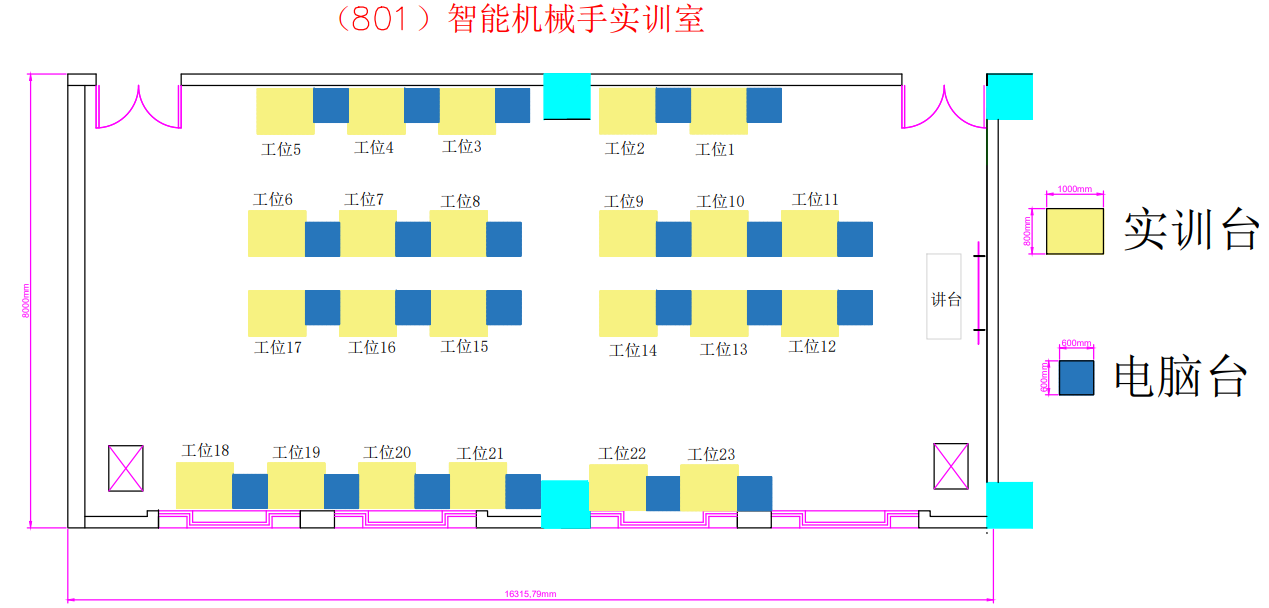 （801）智能机械手实训室
工位5
工位4
工位3
工位2
工位1
工位6
工位7
工位8
工位9
工位10
工位11
1000mm
800mm
实训台
讲台
8000mm
工位17
工位16
工位15
工位14
工位13
工位12
600mm
600mm
电脑台
工位18
工位19
工位20
工位21
工位22
工位23
16315,79mm